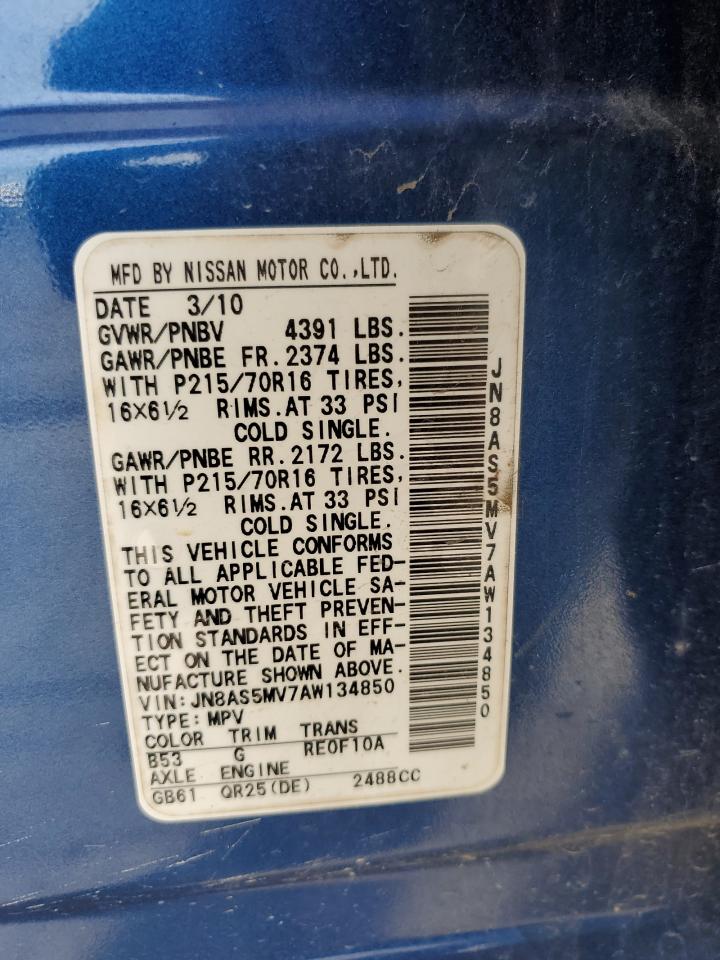 MFD BY NISSAN MOTOR CO.,LTD.
DATE 3/10
GVWR/PNBV 4391 LBS.
GAWR/PNBE FR.2374 LBS.
WITH P215/70R16 TIRES,
16X6½ RIMS.AT 33 PSI
COLD SINGLE.
GAWR/PNBE RR.2172 LBS.
WITH P215/70R16 TIRES,
16X6½ RIMS.AT 33 PSI
COLD SINGLE.
THIS VEHICLE CONFORMS
TO ALL APPLICABLE FED-
ERAL MOTOR VEHICLE SA-
FETY AND THEFT PREVEN-
TION STANDARDS IN EFF-
ECT ON THE DATE OF MA-
NUFACTURE SHOWN ABOVE.
VIN:JN8AS5MV7AW134850
TYPE:MPV
COLOR TRIM TRANS
B53 G RE0F10A
AXLE ENGINE
GB61 QR25(DE) 2488CC
JN8AS5MV7AW134850